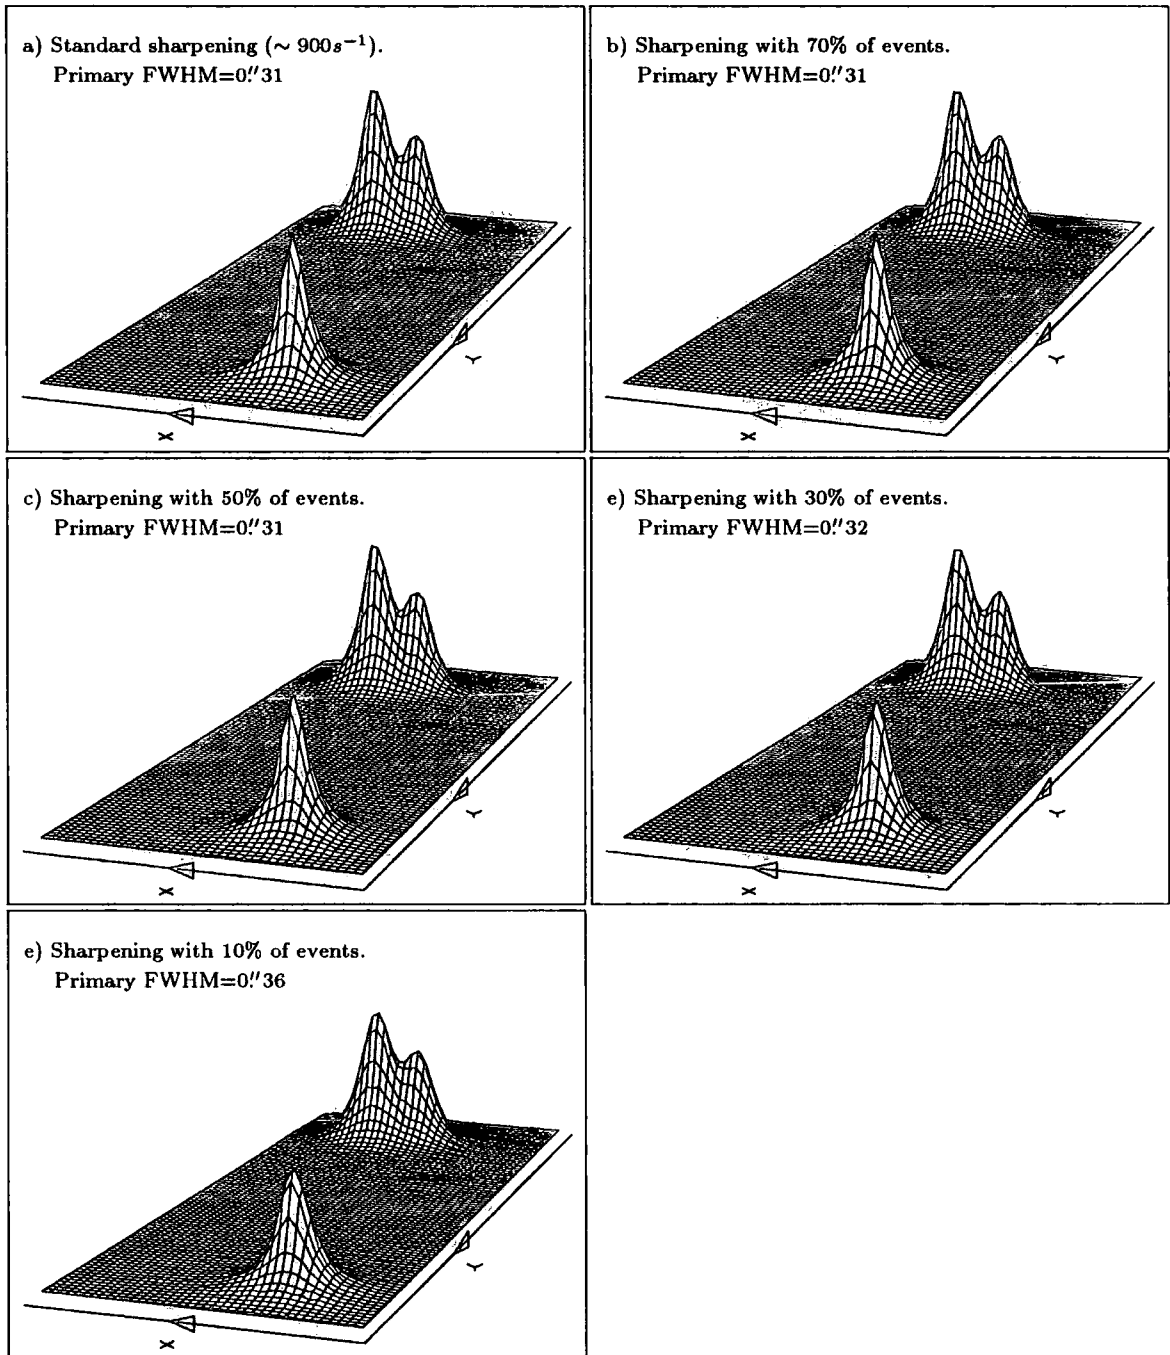 a) Standard sharpening (~ 900s⁻¹).
Primary FWHM=0."31
X
Y
b) Sharpening with 70% of events.
Primary FWHM=0."31
X
Y
c) Sharpening with 50% of events.
Primary FWHM=0."31
X
Y
e) Sharpening with 30% of events.
Primary FWHM=0."32
X
Y
e) Sharpening with 10% of events.
Primary FWHM=0."36
X
Y